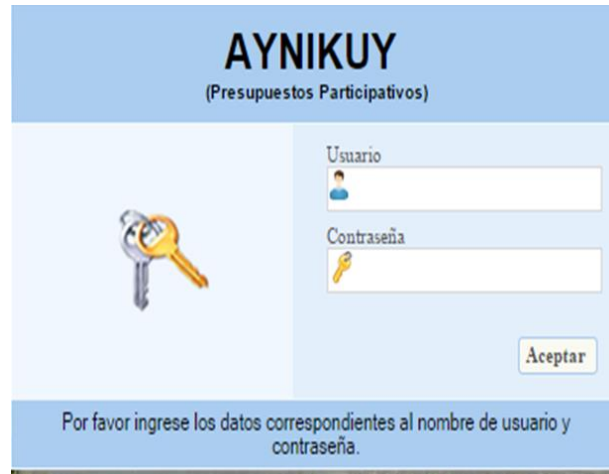 AYNIKUY
(Presupuestos Participativos)
Usuario
Contraseña
Aceptar
Por favor ingrese los datos correspondientes al nombre de usuario y
contraseña.